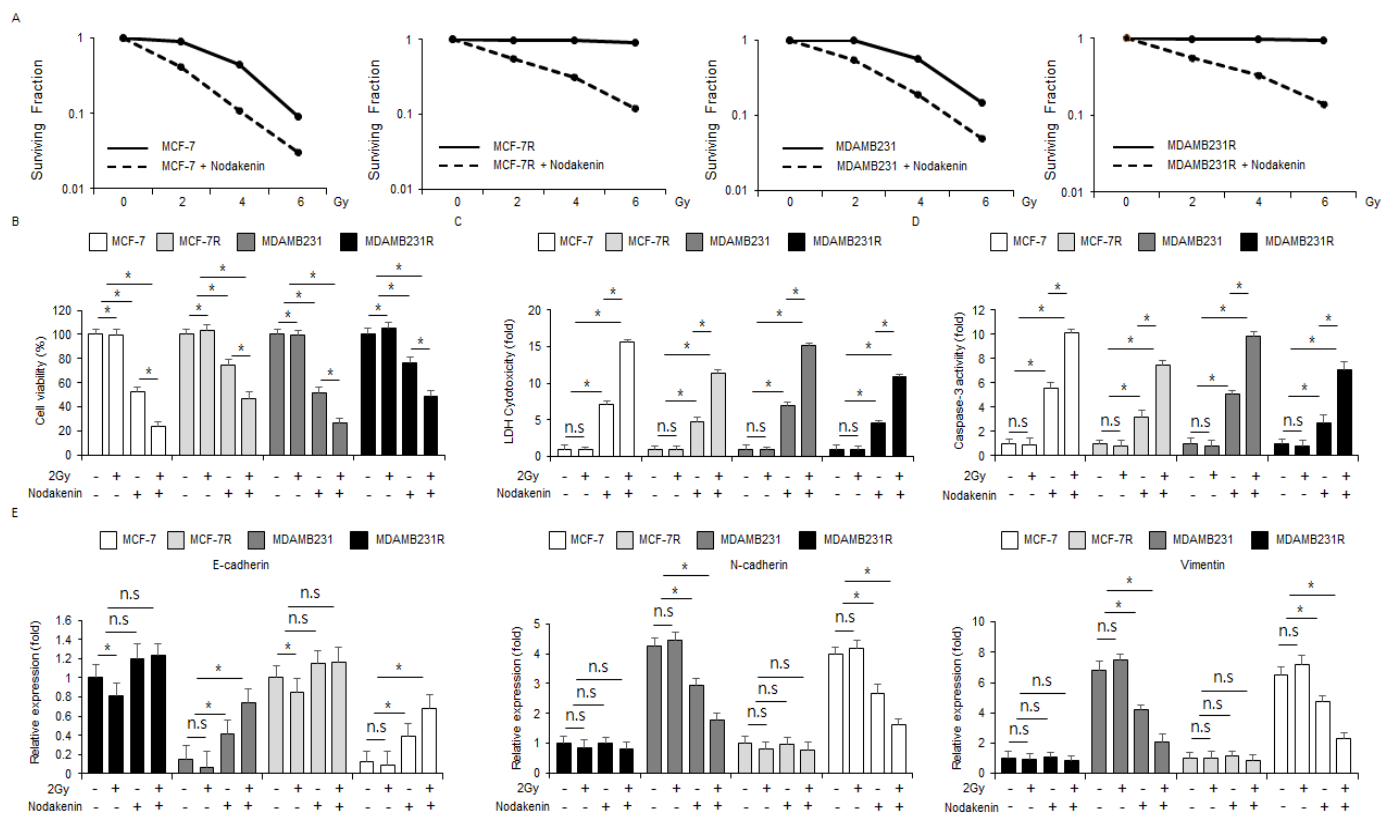 A
Surviving Fraction
1
0.1
0.01
MCF-7
MCF-7 + Nodakenin
0 2 4 6 Gy
Surviving Fraction
1
0.1
0.01
MCF-7R
MCF-7R + Nodakenin
0 2 4 6 Gy
Surviving Fraction
1
0.1
0.01
MDAMB231
MDAMB231 + Nodakenin
0 2 4 6 Gy
Surviving Fraction
1
0.1
0.01
MDAMB231R
MDAMB231R + Nodakenin
0 2 4 6 Gy
B
MCF-7 MCF-7R MDAMB231 MDAMB231R
Cell viability (%)
120
100
80
60
40
20
0
* * * * * * * * * * * * * * * *
2Gy - + - + - + - + - + - + - + - +
Nodakenin - - + + - - + + - - + + - - + +
C
MCF-7 MCF-7R MDAMB231 MDAMB231R
LDH Cytotoxicity (fold)
20
15
10
5
0
n.s * * * n.s * * * n.s * * * n.s * * *
2Gy - + - + - + - + - + - + - + - +
Nodakenin - - + + - - + + - - + + - - + +
D
MCF-7 MCF-7R MDAMB231 MDAMB231R
Caspase-3 activiity (fold)
12
10
8
6
4
2
0
n.s * * * n.s * * * n.s * * * n.s * * *
2Gy - + - + - + - + - + - + - + - +
Nodakenin - - + + - - + + - - + + - - + +
E
MCF-7 MCF-7R MDAMB231 MDAMB231R
E-cadherin
Relative expression (fold)
1.6
1.4
1.2
1
0.8
0.6
0.4
0.2
0
* n.s n.s n.s * * * n.s n.s n.s * *
2Gy - + - + - + - + - + - + - + - +
Nodakenin - - + + - - + + - - + + - - + +
MCF-7 MCF-7R MDAMB231 MDAMB231R
N-cadherin
Relative expression (fold)
5
4
3
2
1
0
n.s n.s n.s n.s * * n.s n.s n.s n.s * *
2Gy - + - + - + - + - + - + - + - +
Nodakenin - - + + - - + + - - + + - - + +
MCF-7 MCF-7R MDAMB231 MDAMB231R
Vimentin
Relative expression (fold)
10
8
6
4
2
0
n.s n.s n.s n.s * * n.s n.s n.s n.s * *
2Gy - + - + - + - + - + - + - + - +
Nodakenin - - + + - - + + - - + + - - + +